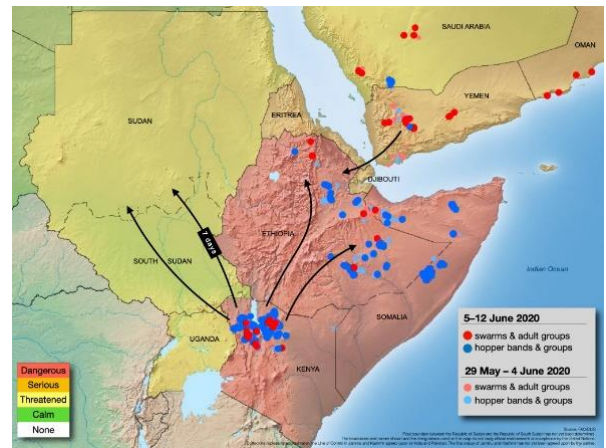 SAUDI ARABIA
OMAN
YEMEN
ERITREA
SUDAN
DJIBOUTI
ETHIOPIA
7 days
SOUTH SUDAN
Indian Ocean
SOMALIA
UGANDA
KENYA
5–12 June 2020
swarms & adult groups
hopper bands & groups
29 May – 4 June 2020
swarms & adult groups
hopper bands & groups
Dangerous
Serious
Threatened
Calm
None